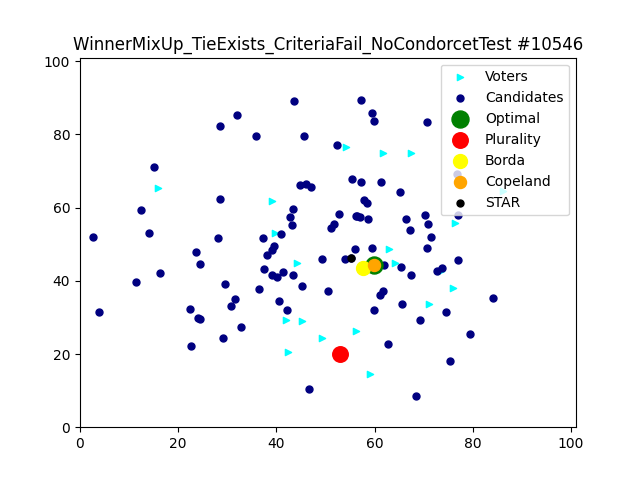 WinnerMixUp_TieExists_CriteriaFail_NoCondorcetTest #10546
100
80
60
40
20
0
0 20 40 60 80 100
Voters
Candidates
Optimal
Plurality
Borda
Copeland
STAR